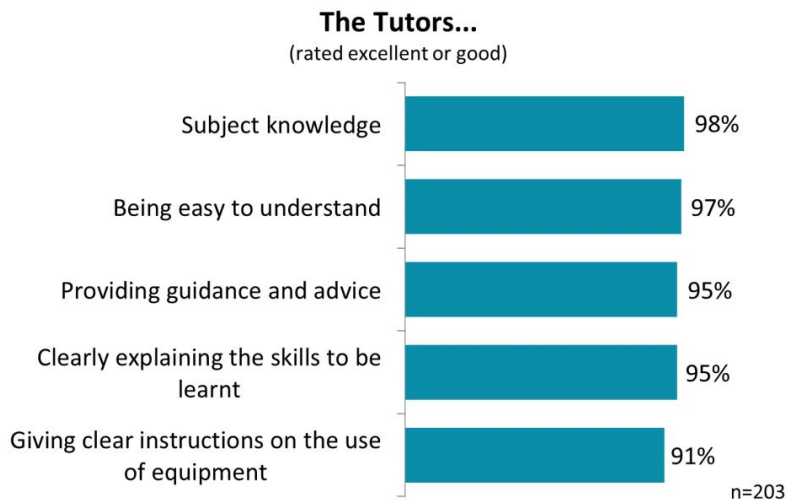 The Tutors...
(rated excellent or good)
Subject knowledge
98%
Being easy to understand
97%
Providing guidance and advice
95%
Clearly explaining the skills to be
learnt
95%
Giving clear instructions on the use
of equipment
91%
n=203